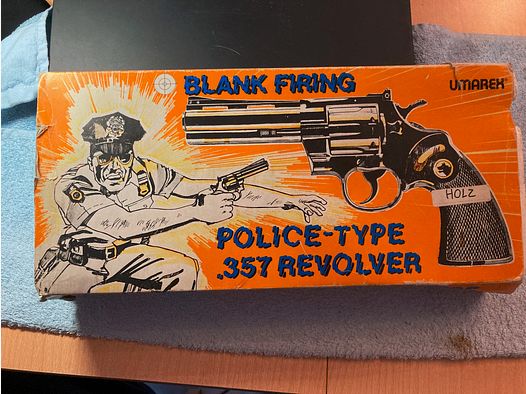 BLANK FIRING
UMAREX®
HOLZ
POLICE-TYPE
.357 REVOLVER